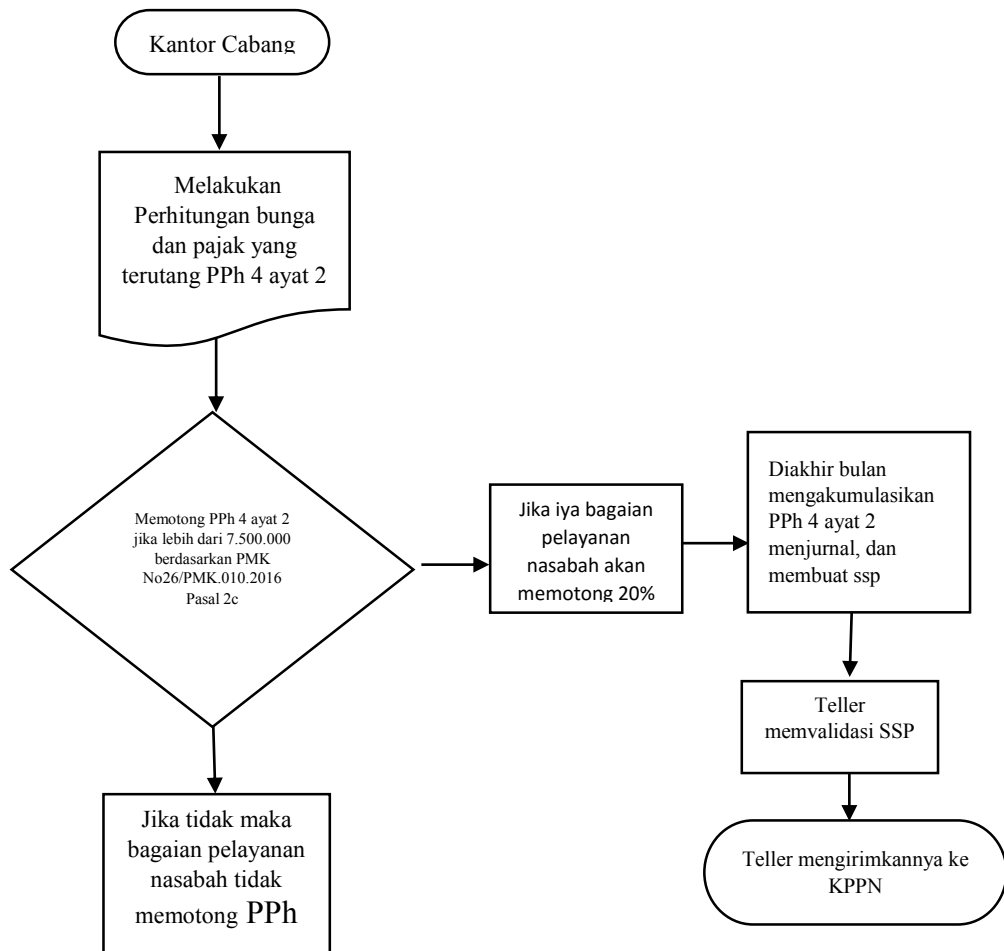 Kantor Cabang
Melakukan
Perhitungan bunga
dan pajak yang
terutang PPh 4 ayat 2
Memotong PPh 4 ayat 2
jika lebih dari 7.500.000
berdasarkan PMK
No26/PMK.010.2016
Pasal 2c
Jika iya bagaian
pelayanan
nasabah akan
memotong 20%
Diakhir bulan
mengakumulasikan
PPh 4 ayat 2
menjurnal, dan
membuat ssp
Teller
memvalidasi SSP
Teller mengirimkannya ke
KPPN
Jika tidak maka
bagaian pelayanan
nasabah tidak
memotong PPh